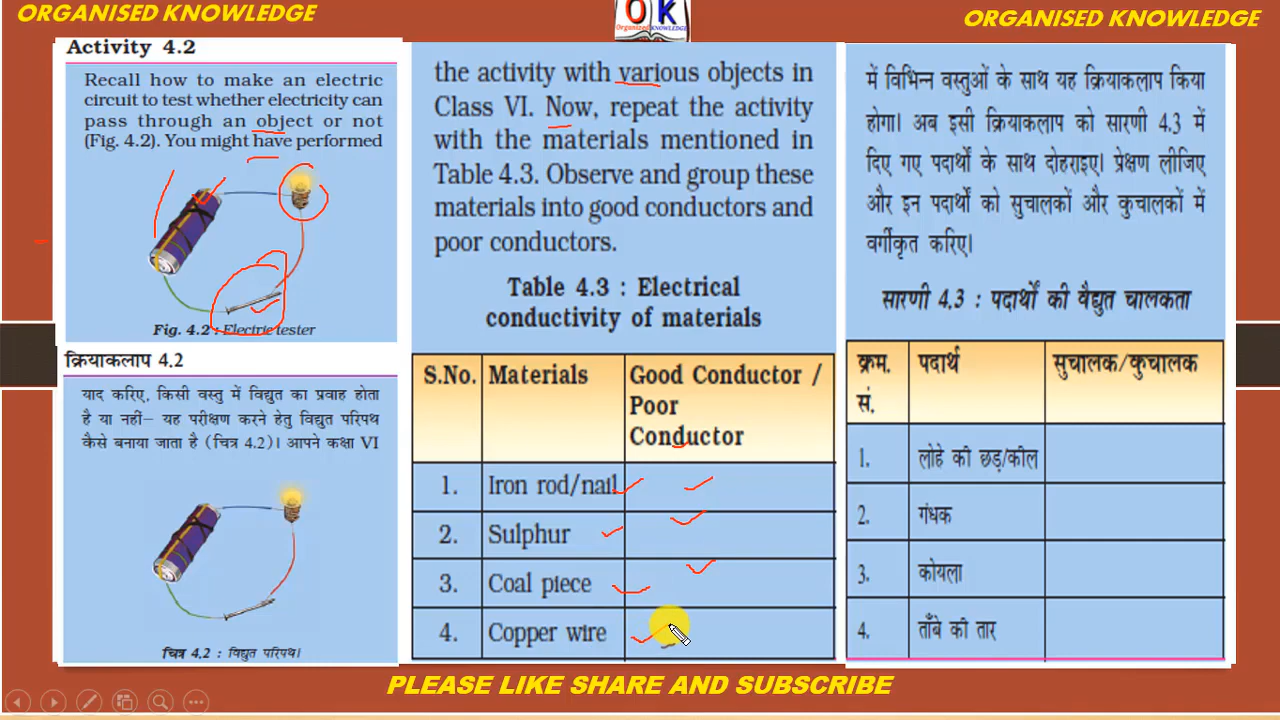 ORGANISED KNOWLEDGE
OK
Organised Knowledge
ORGANISED KNOWLEDGE
Activity 4.2
Recall how to make an electric
circuit to test whether electricity can
pass through an object or not
(Fig. 4.2). You might have performed
Fig. 4.2 : Electric tester
क्रियाकलाप 4.2
याद करिए, किसी वस्तु में विद्युत का प्रवाह होता
है या नहीं– यह परीक्षण करने हेतु विद्युत परिपथ
कैसे बनाया जाता है (चित्र 4.2)। आपने कक्षा VI
चित्र 4.2 : विद्युत परिपथ।
the activity with various objects in
Class VI. Now, repeat the activity
with the materials mentioned in
Table 4.3. Observe and group these
materials into good conductors and
poor conductors.
Table 4.3 : Electrical
conductivity of materials
S.No. Materials Good Conductor /
Poor
Conductor
1. Iron rod/nail
2. Sulphur
3. Coal piece
4. Copper wire
में विभिन्न वस्तुओं के साथ यह क्रियाकलाप किया
होगा। अब इसी क्रियाकलाप को सारणी 4.3 में
दिए गए पदार्थों के साथ दोहराइए। प्रेक्षण लीजिए
और इन पदार्थों को सुचालकों और कुचालकों में
वर्गीकृत करिए।
सारणी 4.3 : पदार्थों की वैद्युत चालकता
क्रम. पदार्थ सुचालक/कुचालक
सं.
1. लोहे की छड़/कील
2. गंधक
3. कोयला
4. ताँबे की तार
PLEASE LIKE SHARE AND SUBSCRIBE